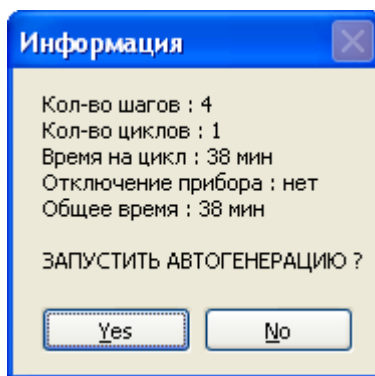 Информация
Кол-во шагов : 4
Кол-во циклов : 1
Время на цикл : 38 мин
Отключение прибора : нет
Общее время : 38 мин
ЗАПУСТИТЬ АВТОГЕНЕРАЦИЮ ?
Yes
No